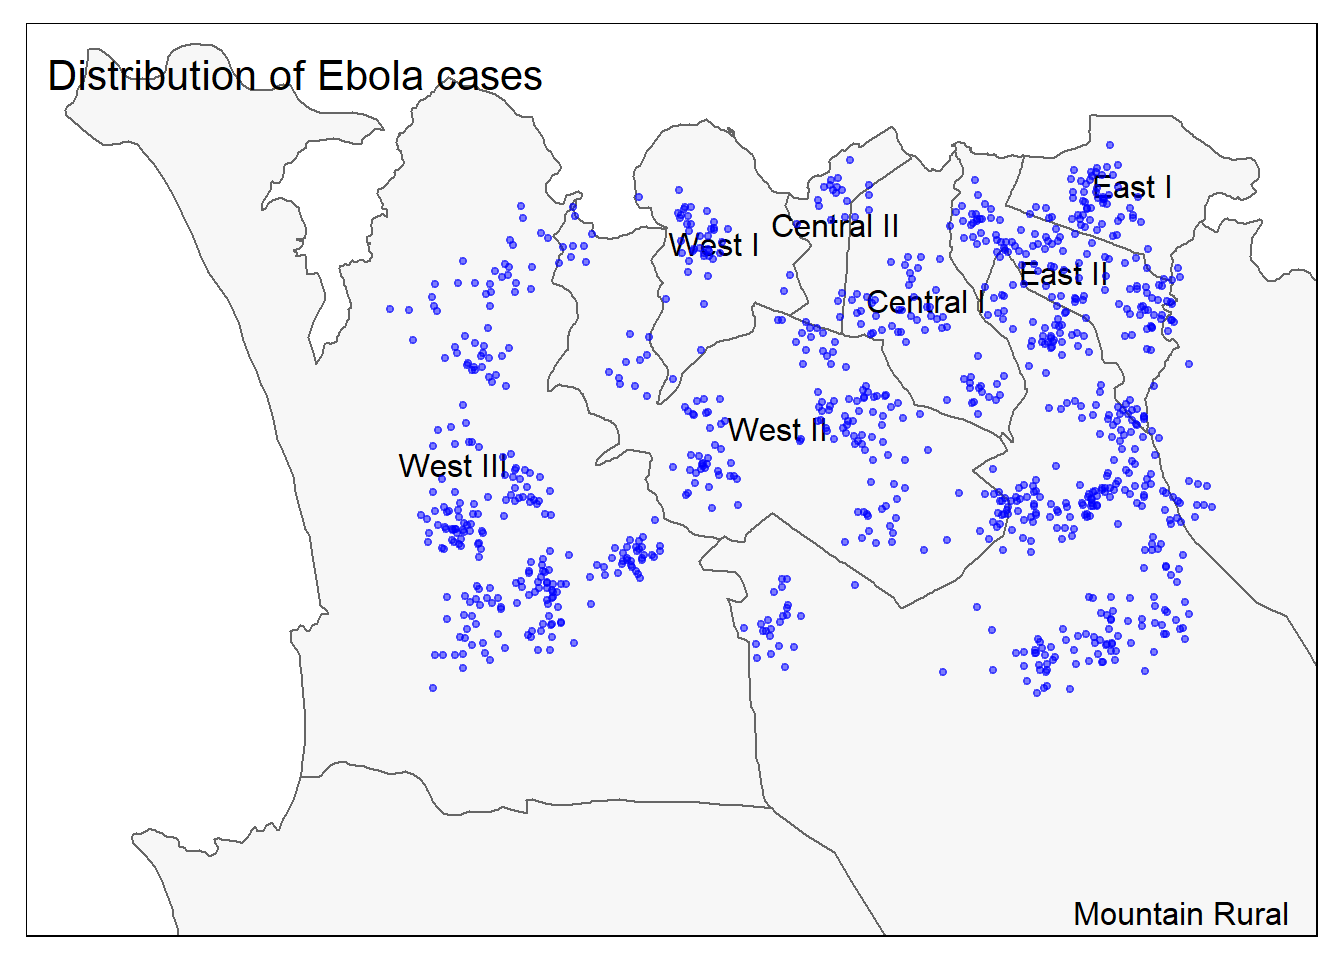 Distribution of Ebola cases
East I
Central II
West I
East II
Central I
West II
West III
Mountain Rural